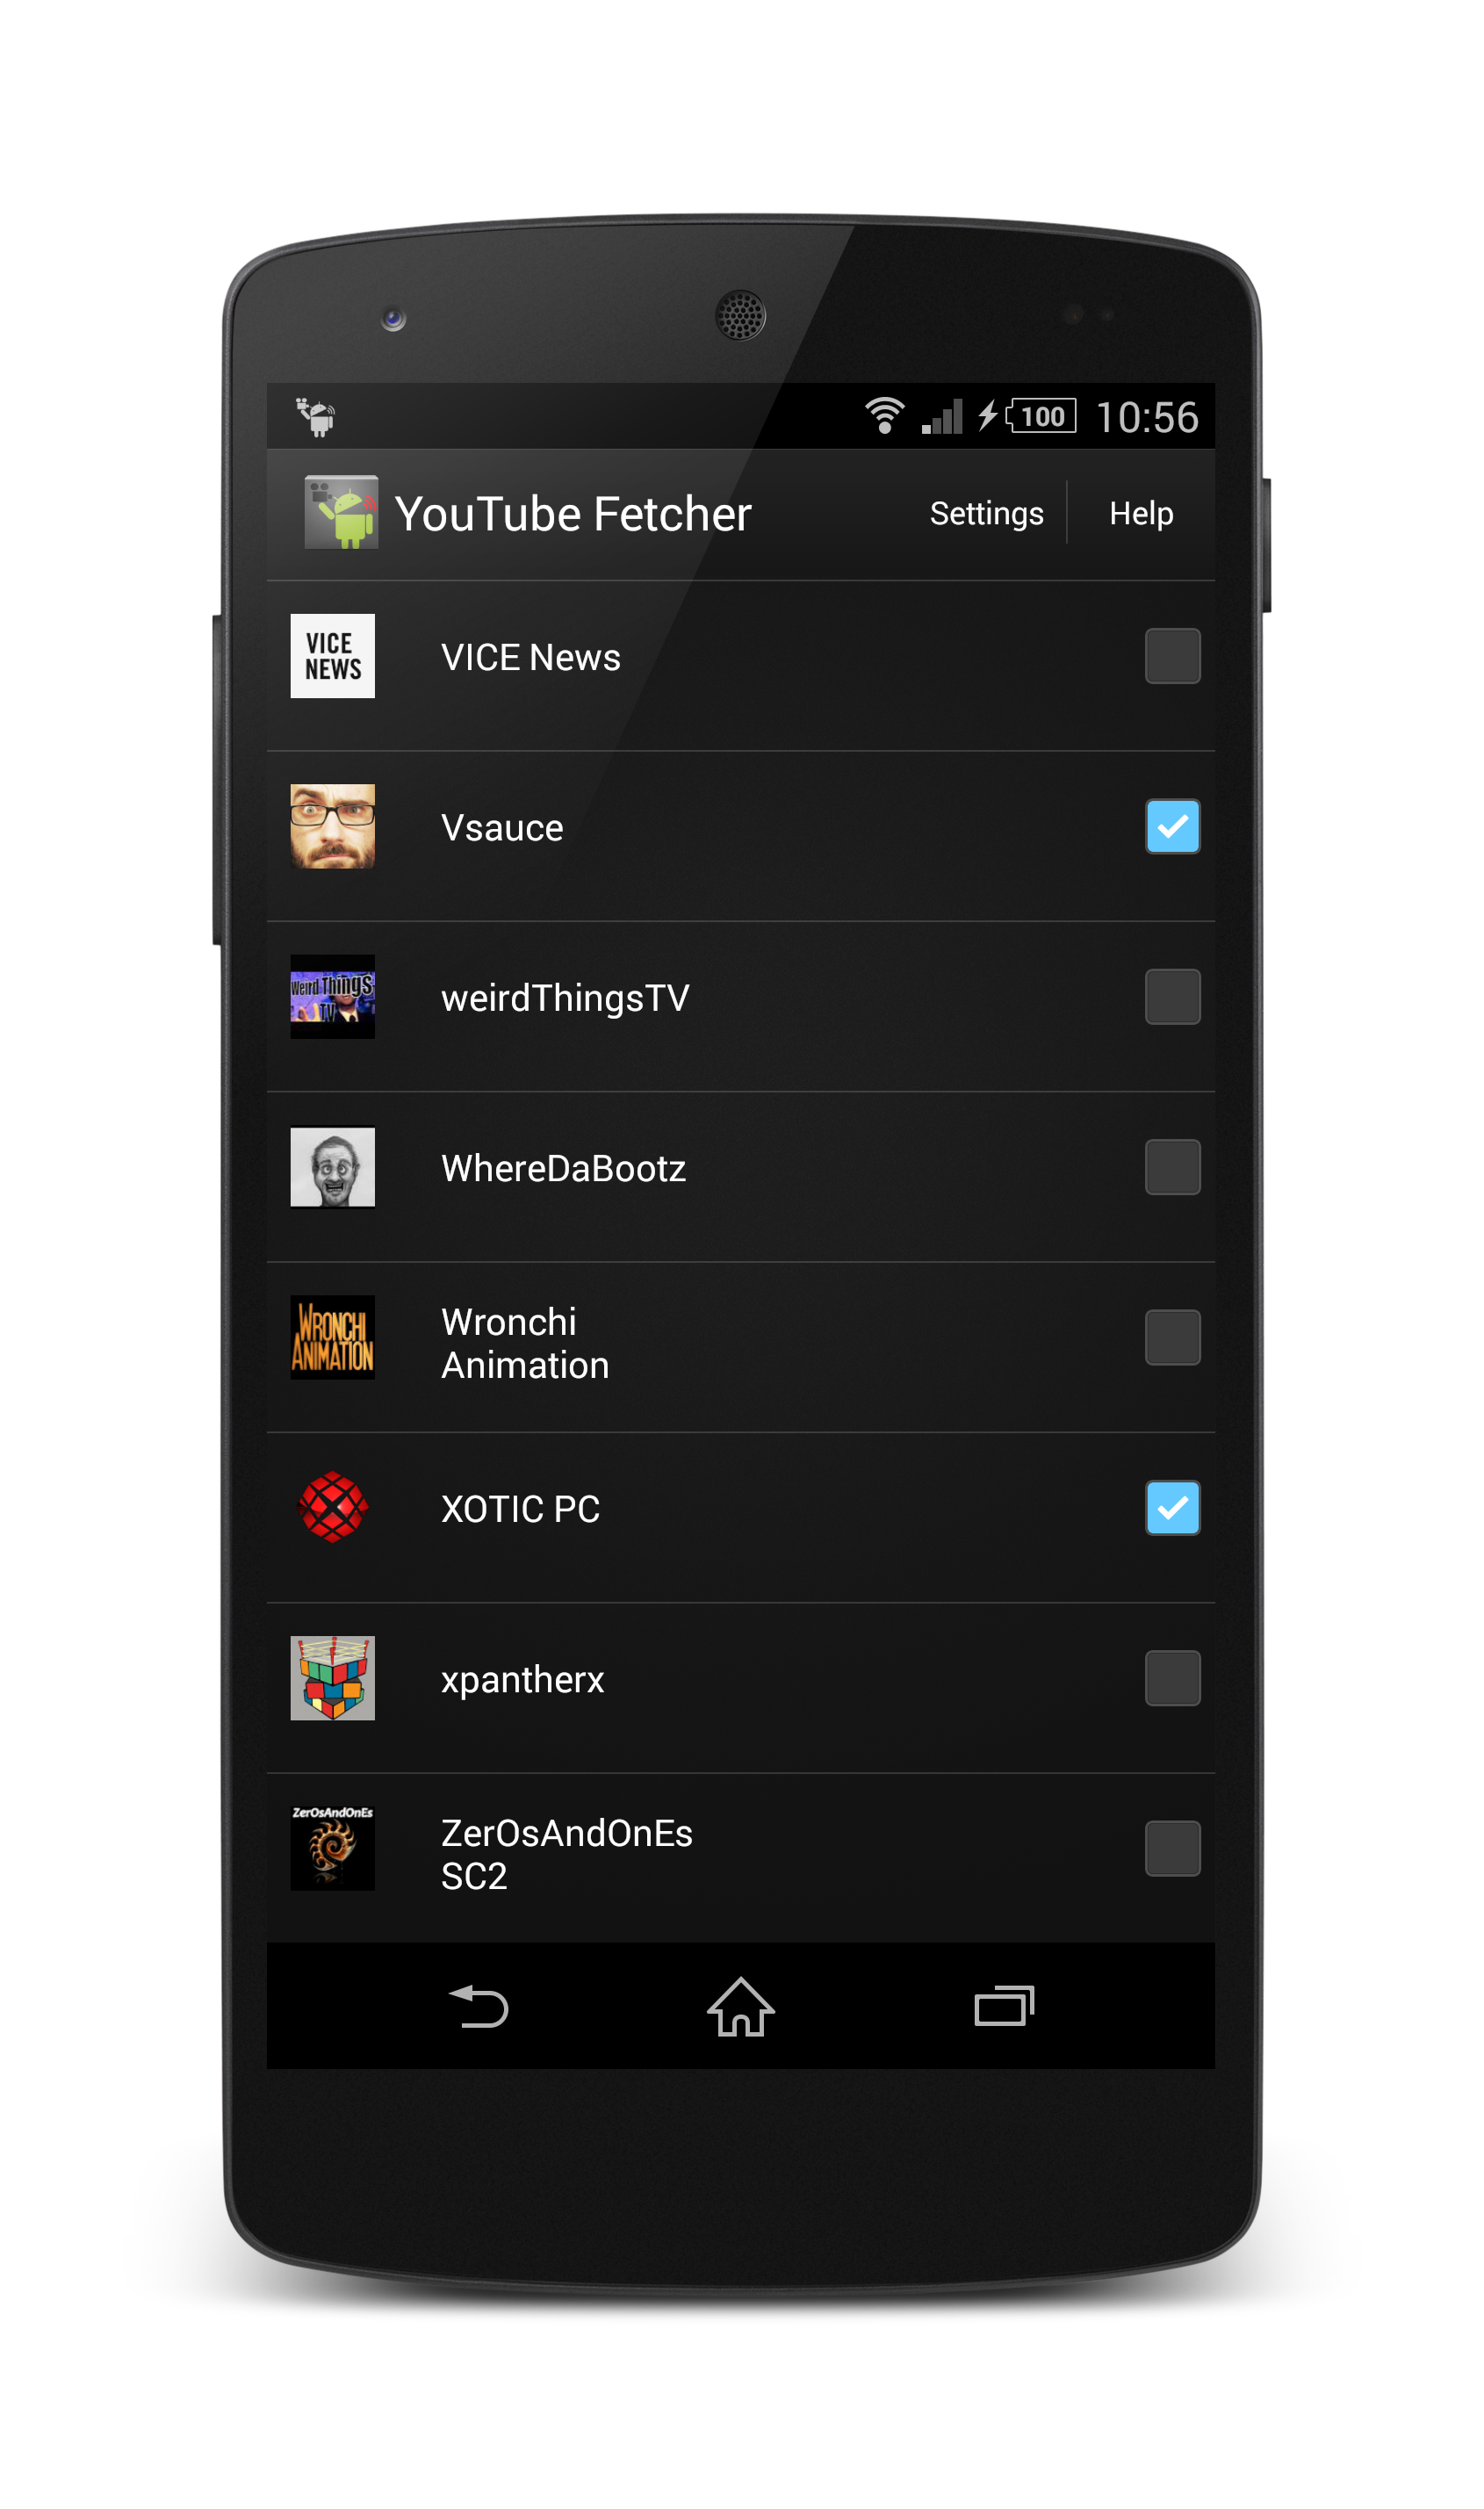 100 10:56
YouTube Fetcher Settings Help
VICE
NEWS
VICE News
Vsauce
Weird Things
TV
weirdThingsTV
WhereDaBootz
WRONCHI
ANIMATION
Wronchi
Animation
XOTIC PC
xpantherx
ZerOsAndOnEs
ZerOsAndOnEs
SC2